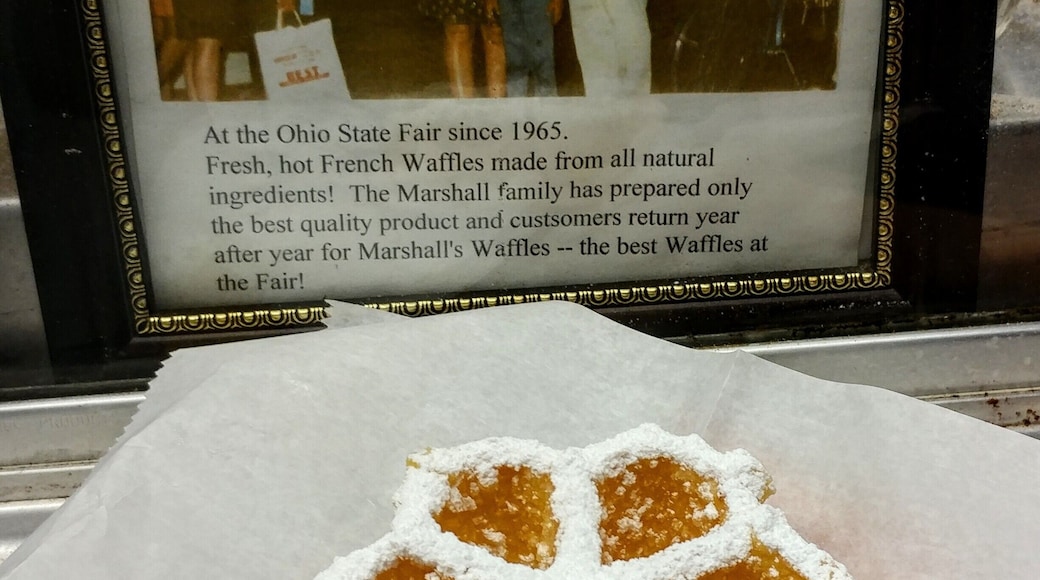 At the Ohio State Fair since 1965.
Fresh, hot French Waffles made from all natural
ingredients!  The Marshall family has prepared only
the best quality product and custsomers return year
after year for Marshall's Waffles -- the best Waffles at
the Fair!